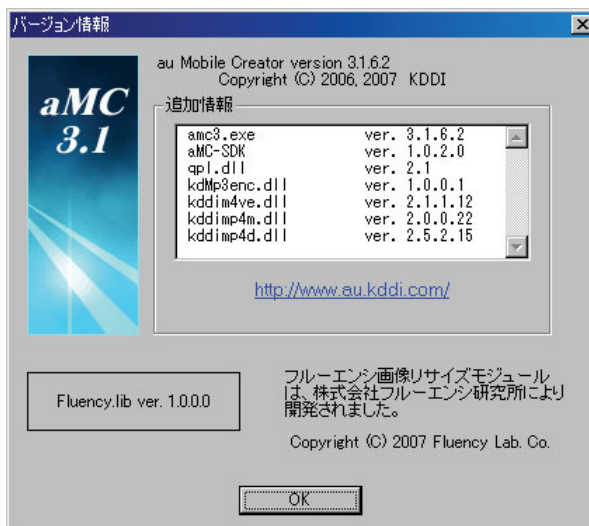 バージョン情報
aMC
3.1
au Mobile Creator version 3.1.6.2
Copyright (C) 2006, 2007 KDDI
追加情報
amc3.exe ver. 3.1.6.2
aMC-SDK ver. 1.0.2.0
qpl.dll ver. 2.1
kdMp3enc.dll ver. 1.0.0.1
kddim4ve.dll ver. 2.1.1.12
kddimp4m.dll ver. 2.0.0.22
kddimp4d.dll ver. 2.5.2.15
http://www.au.kddi.com/
Fluency.lib ver. 1.0.0.0
フルーエンシ画像リサイズモジュール
は、株式会社フルーエンシ研究所により
開発されました。
Copyright (C) 2007 Fluency Lab. Co.
OK